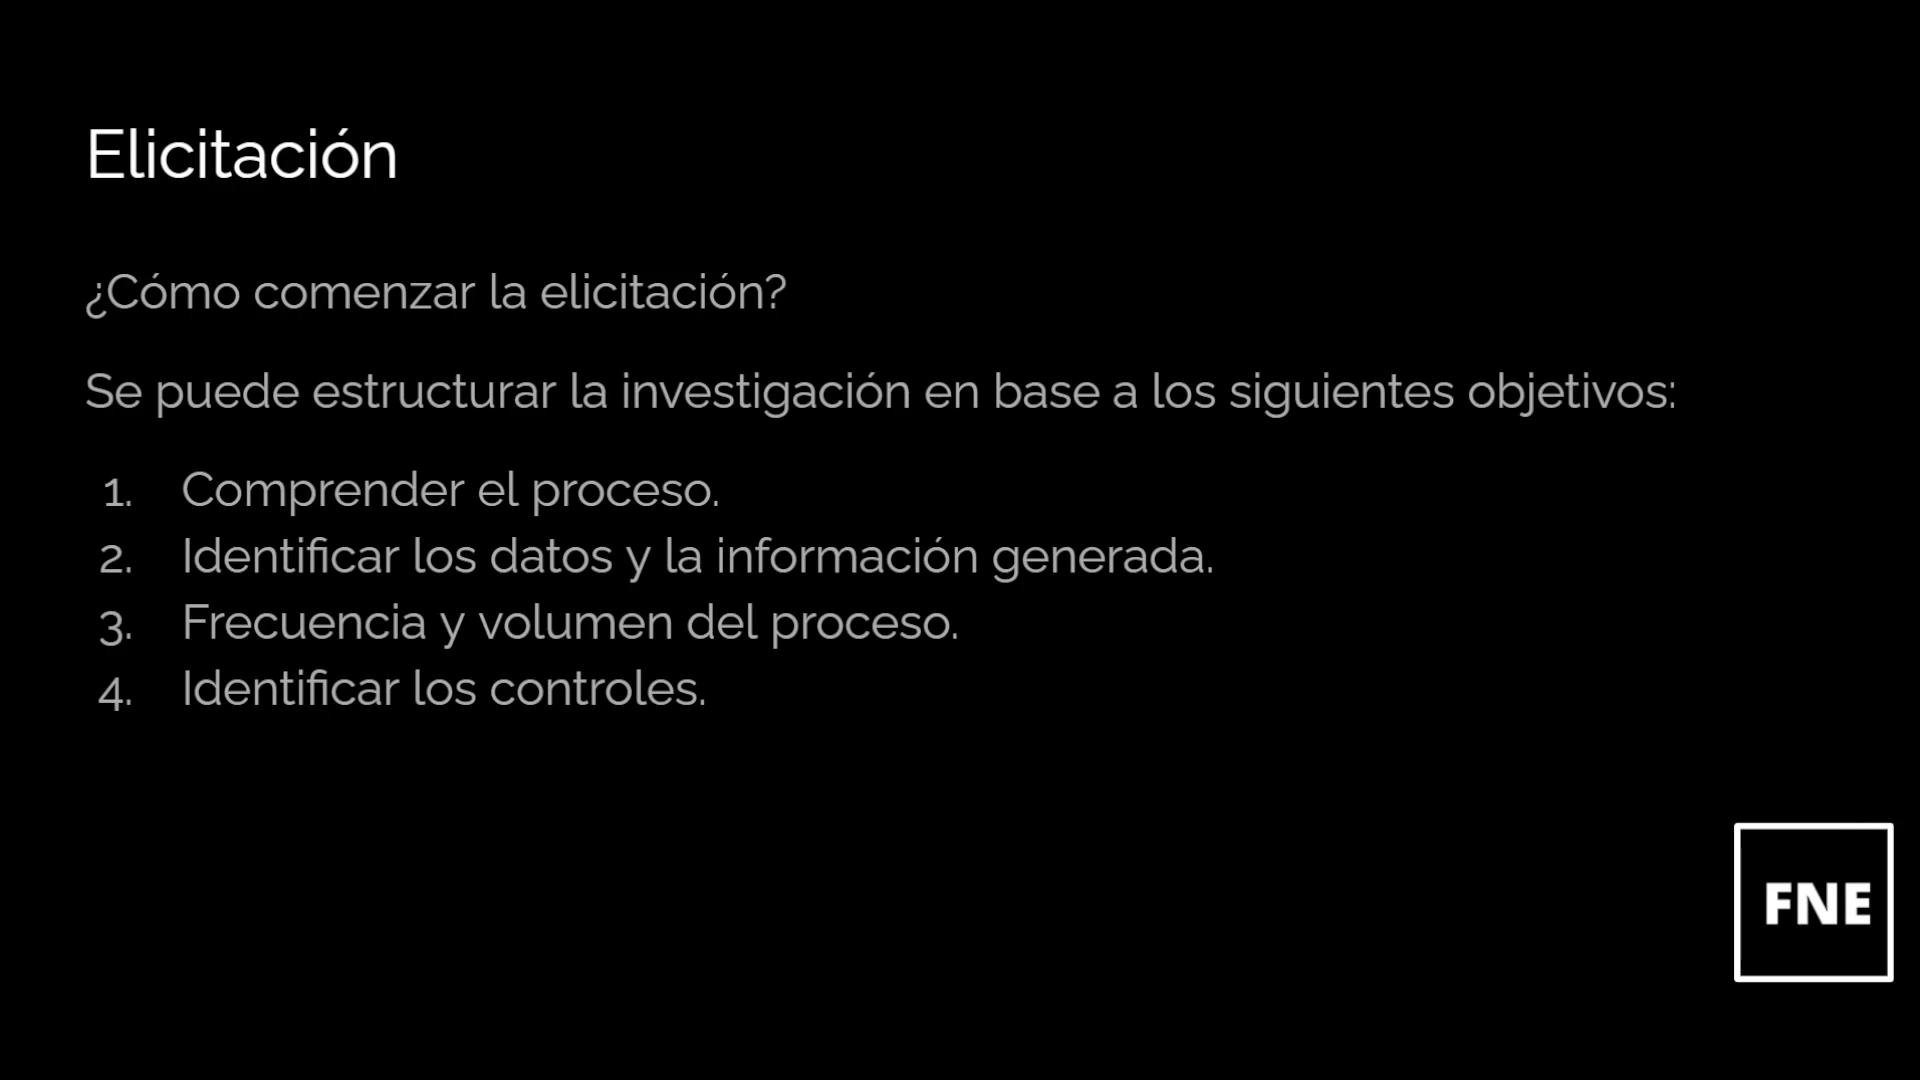 Elicitación
¿Cómo comenzar la elicitación?
Se puede estructurar la investigación en base a los siguientes objetivos:
1. Comprender el proceso.
2. Identificar los datos y la información generada.
3. Frecuencia y volumen del proceso.
4. Identificar los controles.
FNE